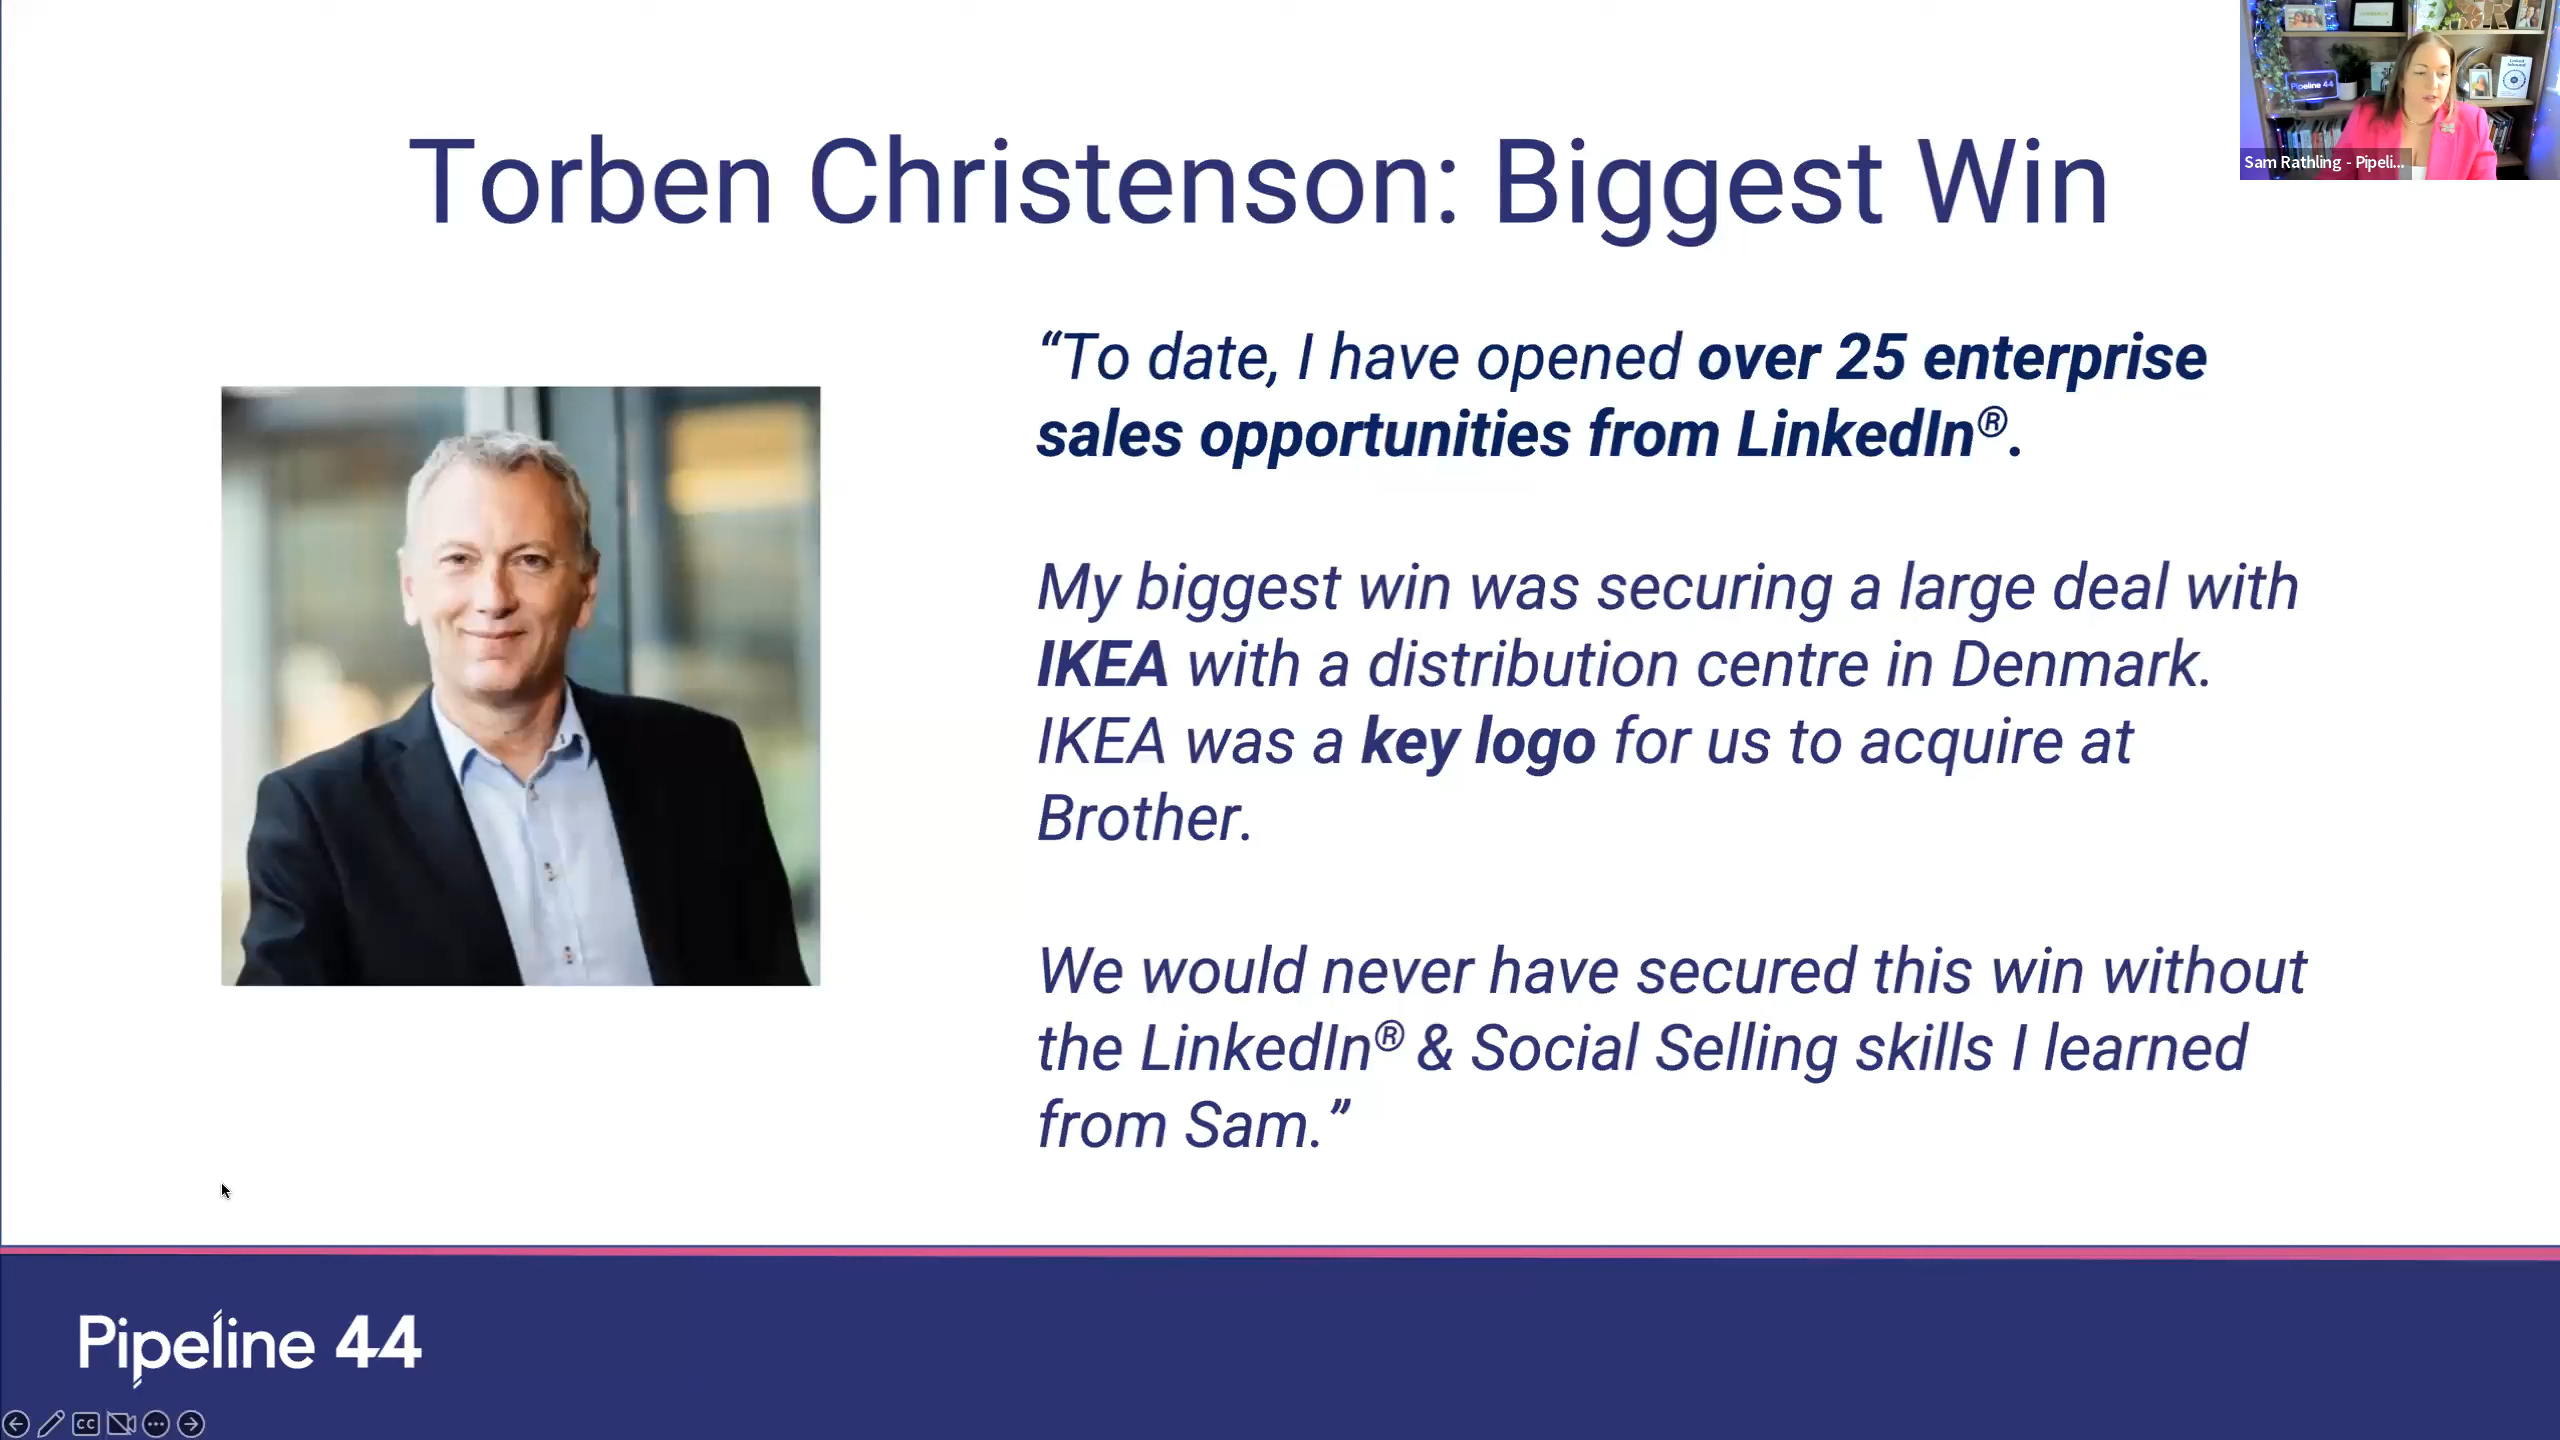 Torben Christenson: Biggest Win
Sam Rathling - Pipeli...
Pipeline 44
“To date, I have opened over 25 enterprise
sales opportunities from LinkedIn®.
My biggest win was securing a large deal with
IKEA with a distribution centre in Denmark.
IKEA was a key logo for us to acquire at
Brother.
We would never have secured this win without
the LinkedIn® & Social Selling skills I learned
from Sam.”
Pipeline 44
CC